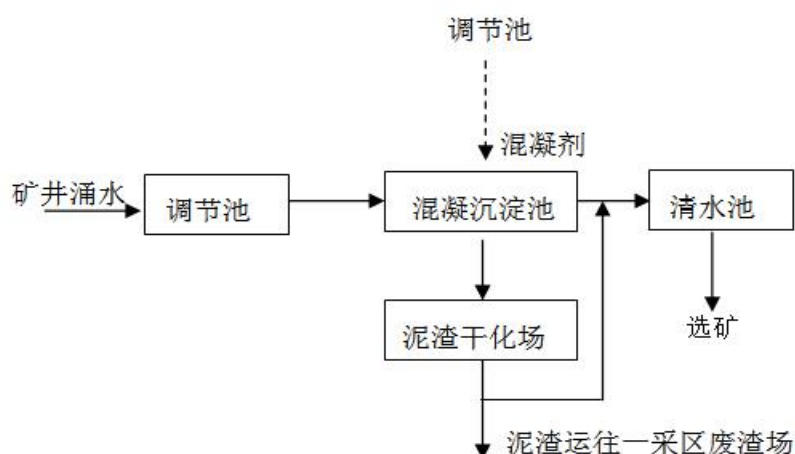 调节池
混凝剂
矿井涌水
调节池
混凝沉淀池
清水池
泥渣干化场
选矿
泥渣运往一采区废渣场